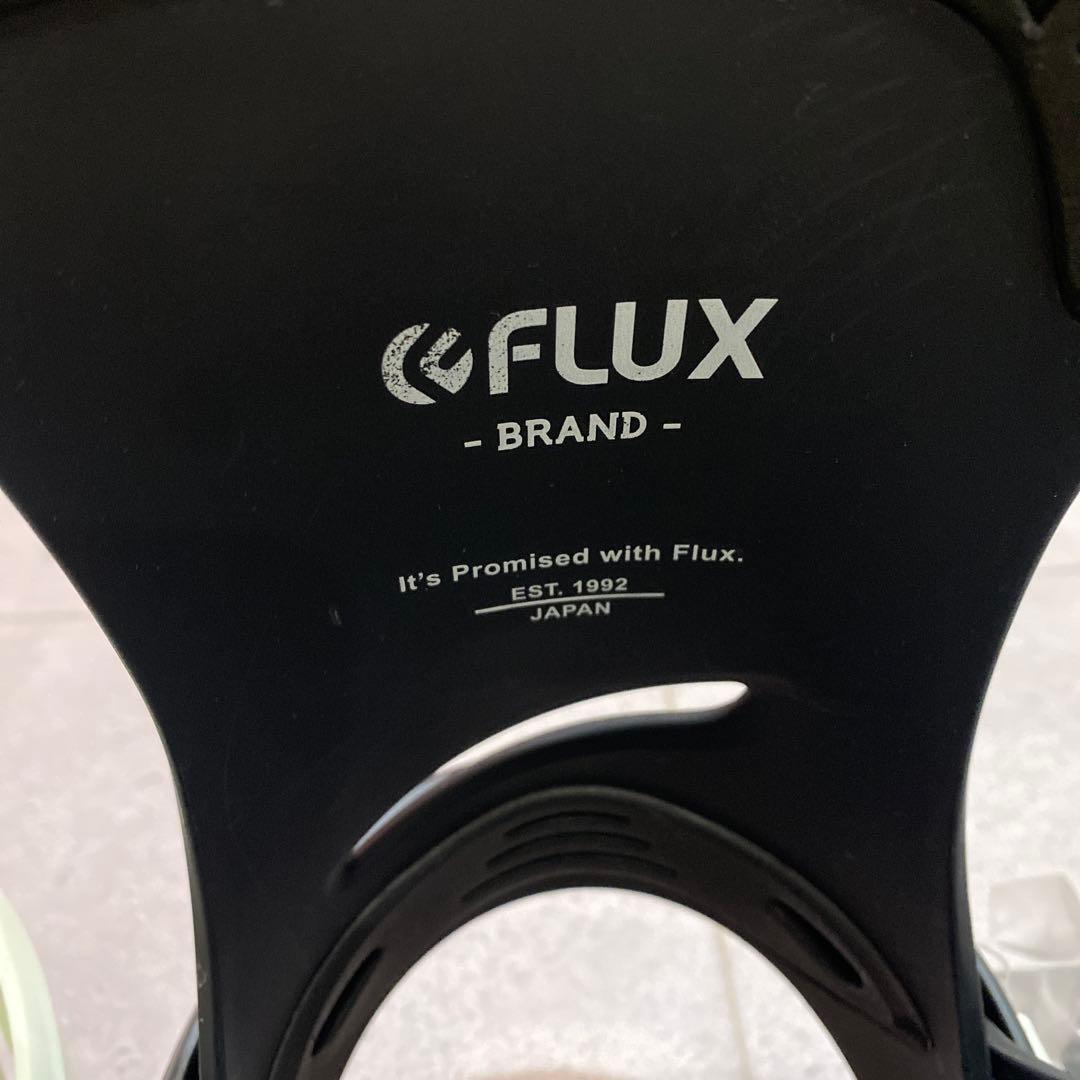 FLUX
- BRAND -
It's Promised with Flux.
EST. 1992
JAPAN